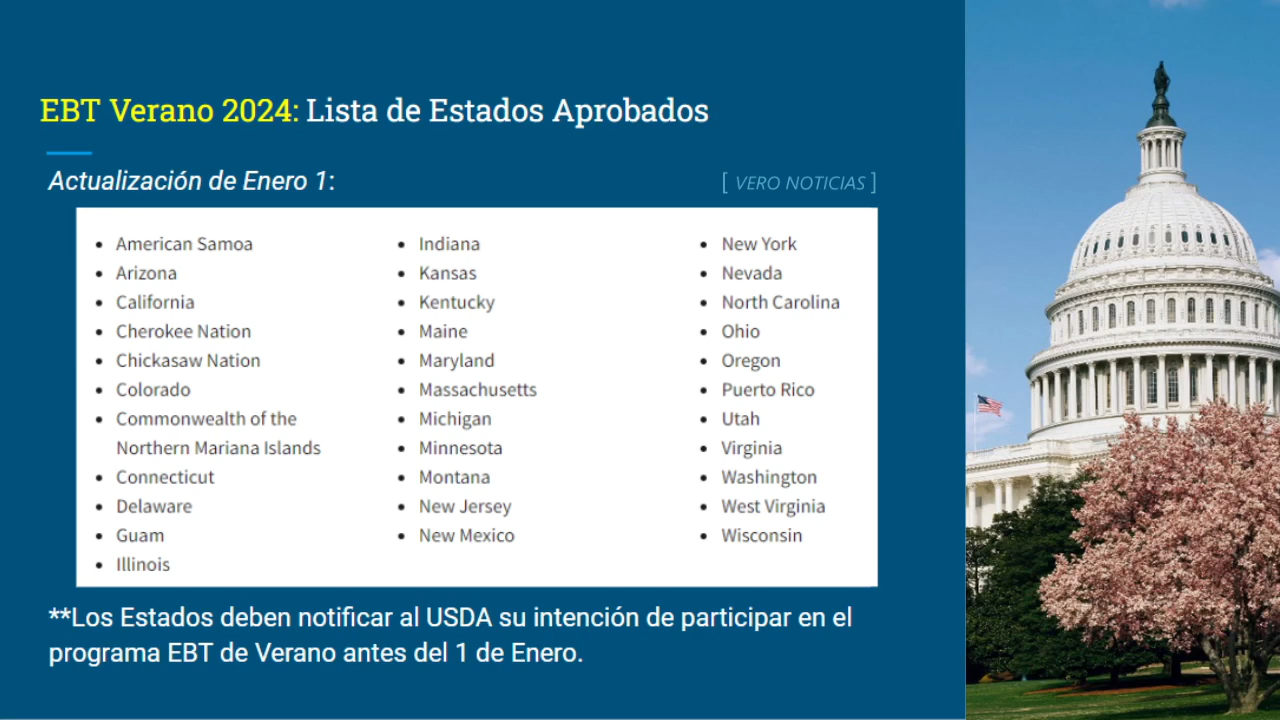 EBT Verano 2024: Lista de Estados Aprobados
Actualización de Enero 1:
[ VERO NOTICIAS ]
• American Samoa
• Arizona
• California
• Cherokee Nation
• Chickasaw Nation
• Colorado
• Commonwealth of the
Northern Mariana Islands
• Connecticut
• Delaware
• Guam
• Illinois
• Indiana
• Kansas
• Kentucky
• Maine
• Maryland
• Massachusetts
• Michigan
• Minnesota
• Montana
• New Jersey
• New Mexico
• New York
• Nevada
• North Carolina
• Ohio
• Oregon
• Puerto Rico
• Utah
• Virginia
• Washington
• West Virginia
• Wisconsin
**Los Estados deben notificar al USDA su intención de participar en el
programa EBT de Verano antes del 1 de Enero.